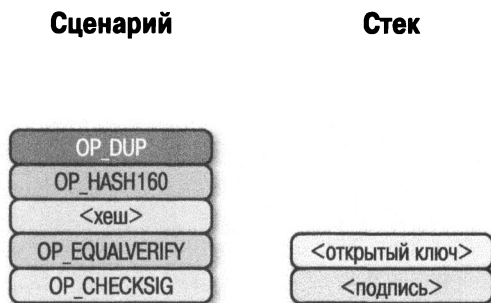 Сценарий
Стек
OP_DUP
OP_HASH160
<хеш>
OP_EQUALVERIFY
OP_CHECKSIG
<открытый ключ>
<подпись>